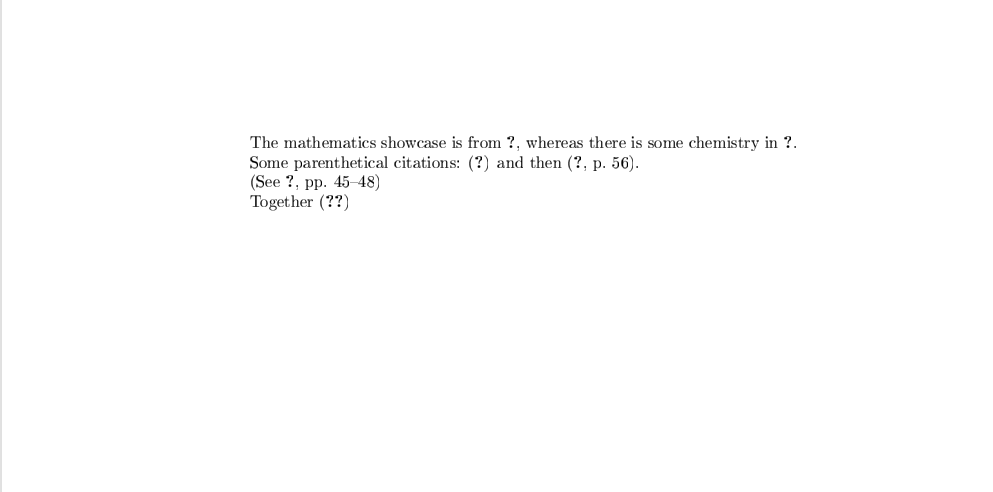 The mathematics showcase is from ?, whereas there is some chemistry in ?.
Some parenthetical citations: (?) and then (?, p. 56).
(See ?, pp. 45–48)
Together (??)